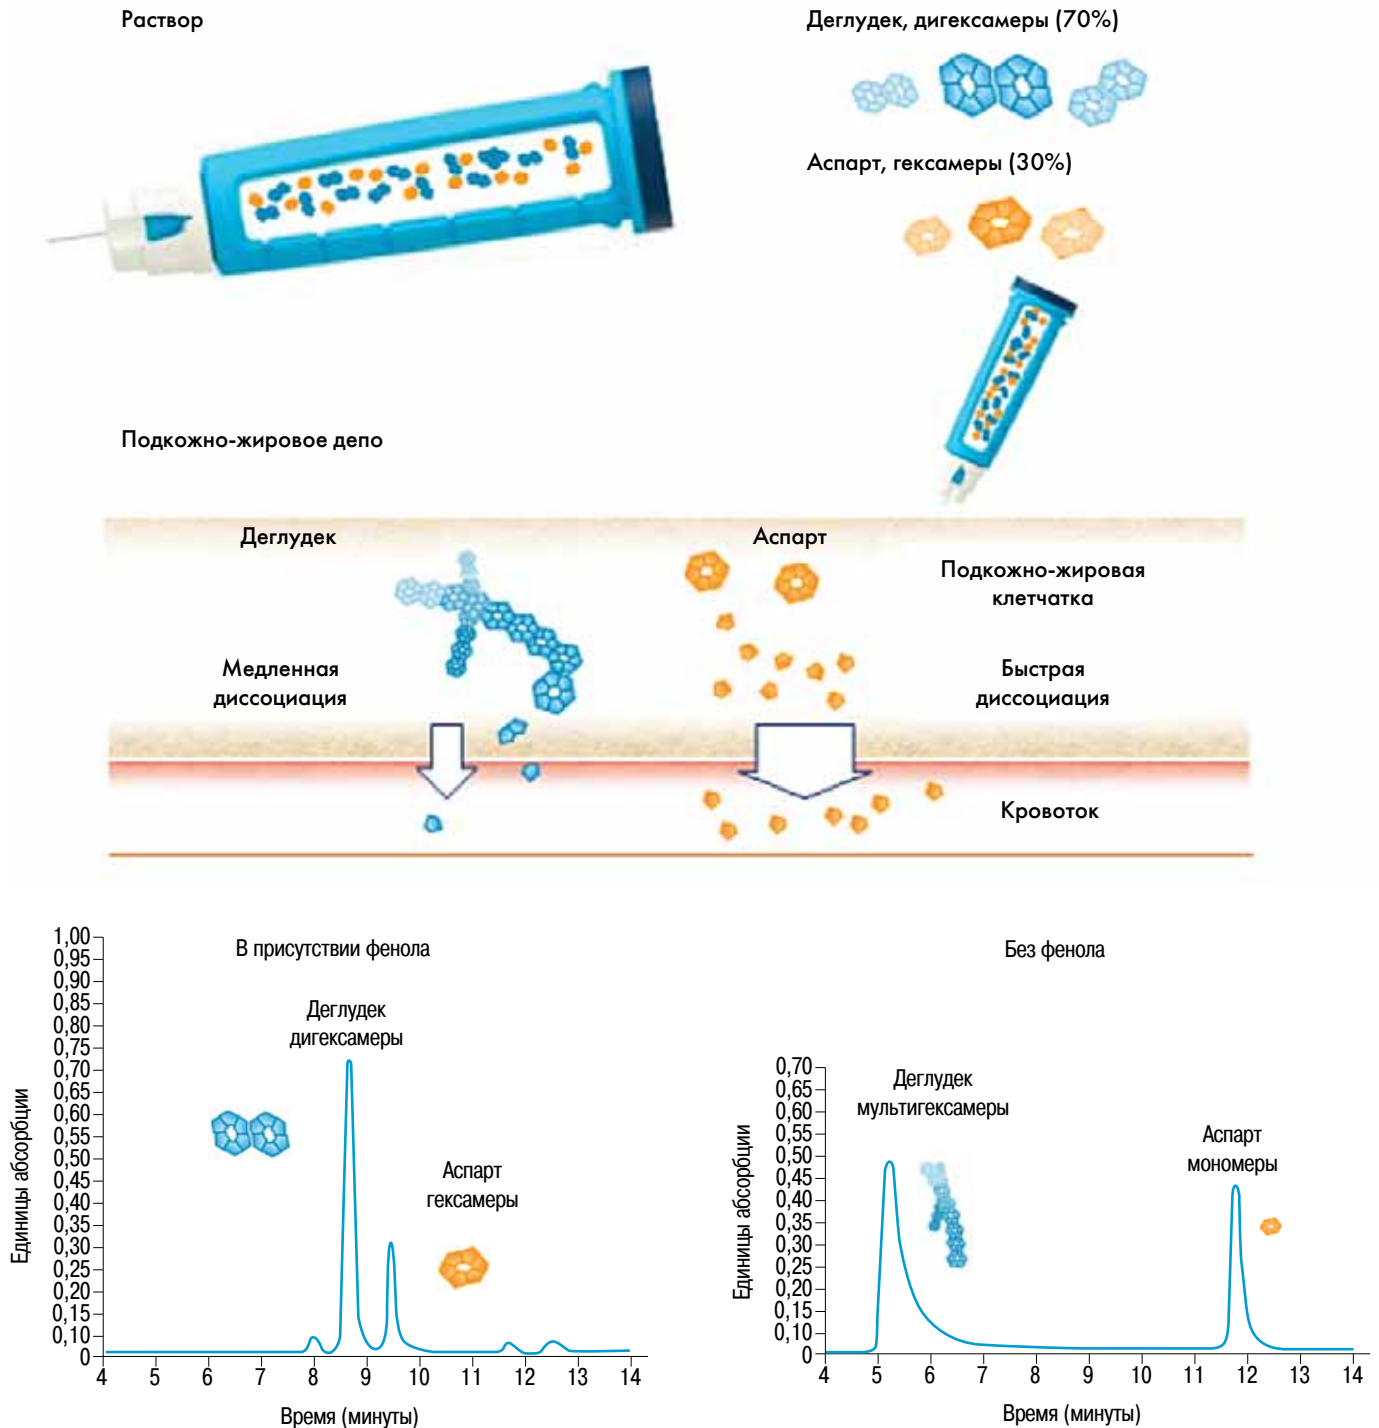 Раствор
Деглудек, дигексамеры (70%)
Аспарт, гексамеры (30%)
Подкожно-жировое депо
Деглудек
Аспарт
Подкожно-жировая
клетчатка
Медленная
диссоциация
Быстрая
диссоциация
Кровоток
В присутствии фенола
1,00
0,95
0,90
0,85
0,80
0,75
0,70
0,65
0,60
0,55
0,50
0,45
0,40
0,35
0,30
0,25
0,20
0,15
0,10
0
Единицы абсорбции
Деглудек
дигексамеры
Аспарт
гексамеры
4 5 6 7 8 9 10 11 12 13 14
Время (минуты)
Без фенола
0,70
0,65
0,60
0,55
0,50
0,45
0,40
0,35
0,30
0,25
0,20
0,15
0,10
0
Единицы абсорбции
Деглудек
мультигексамеры
Аспарт
мономеры
4 5 6 7 8 9 10 11 12 13 14
Время (минуты)